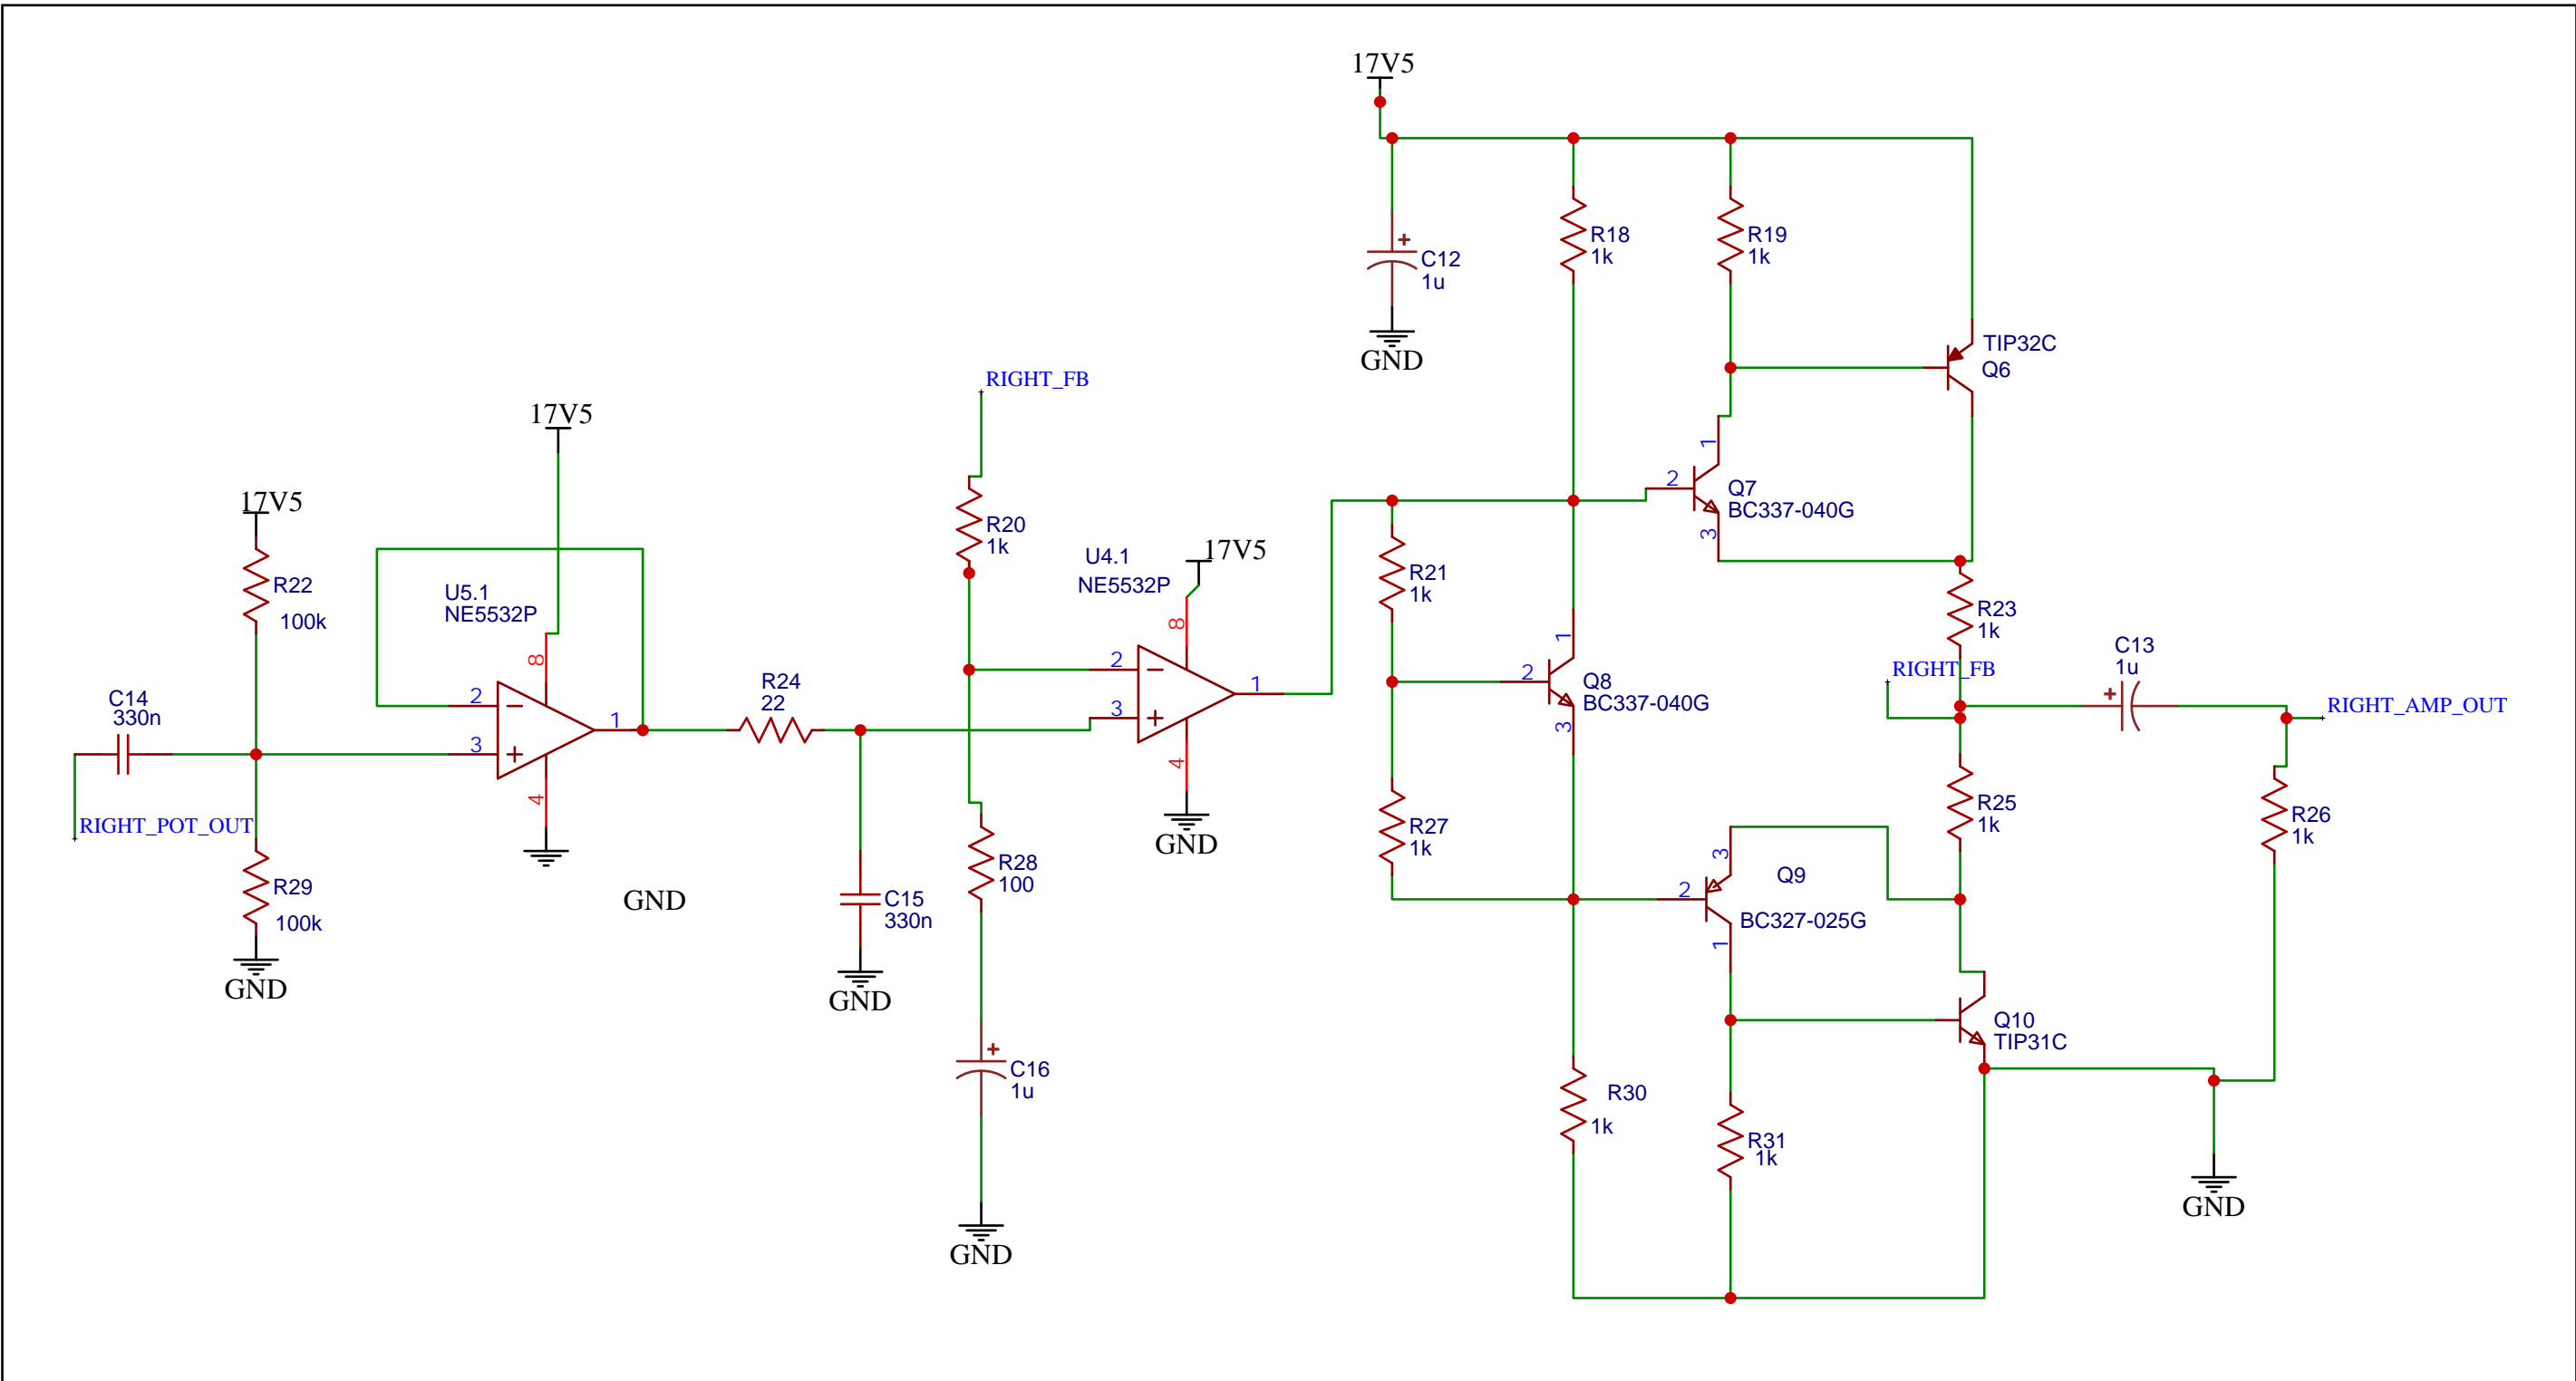 17V5
R18
1k
R19
1k
C12
1u
GND
TIP32C
Q6
RIGHT_FB
17V5
1
2
Q7
BC337-040G
3
17V5
R20
1k
R22
100k
U5.1
NE5532P
8
2
3
1
4
U4.1
NE5532P
17V5
8
2
3
1
4
GND
R21
1k
R23
1k
C13
1u
RIGHT_FB
RIGHT_AMP_OUT
1
2
Q8
BC337-040G
3
C14
330n
R24
22
RIGHT_POT_OUT
R29
100k
GND
GND
C15
330n
GND
R28
100
R27
1k
R25
1k
R26
1k
3
2
Q9
BC327-025G
1
Q10
TIP31C
C16
1u
GND
R30
1k
R31
1k
GND